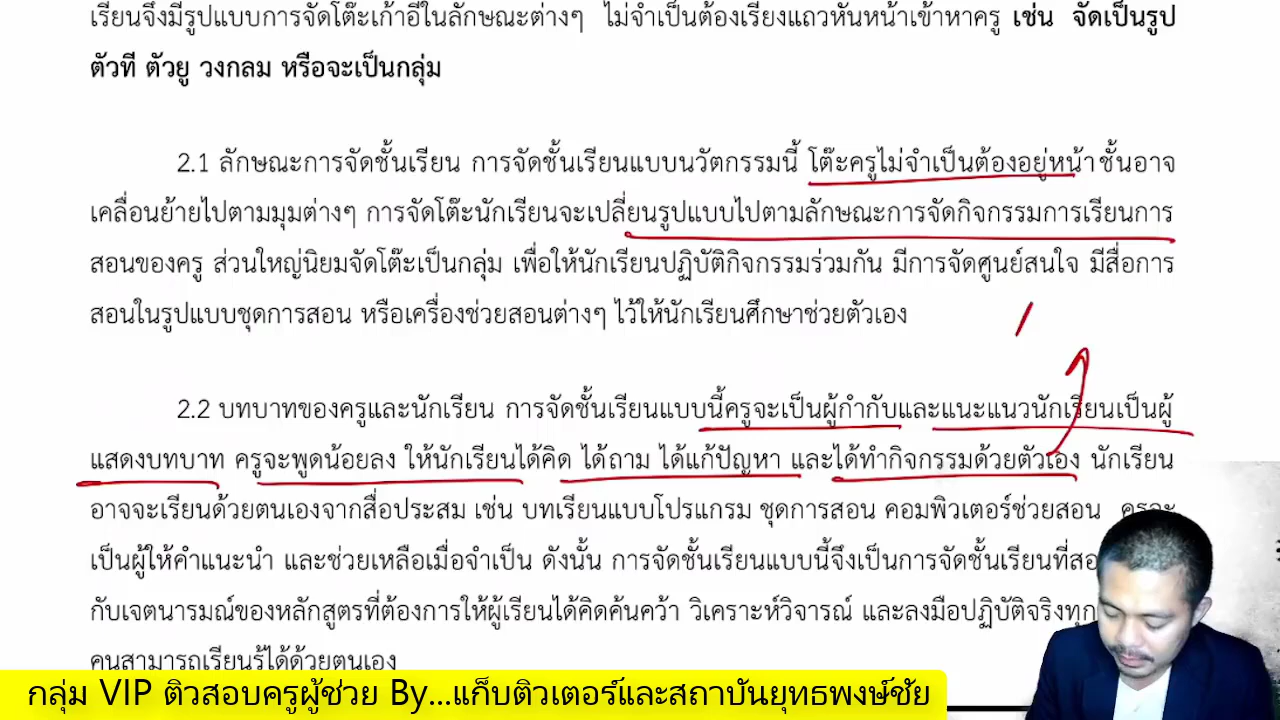 เรียนจึงมีรูปแบบการจัดโต๊ะเก้าอี้ในลักษณะต่างๆ ไม่จำเป็นต้องเรียงแถวหันหน้าเข้าหาครู เช่น จัดเป็นรูป
ตัวที ตัวยู วงกลม หรือจะเป็นกลุ่ม
2.1 ลักษณะการจัดชั้นเรียน การจัดชั้นเรียนแบบนวัตกรรมนี้ โต๊ะครูไม่จำเป็นต้องอยู่หน้าชั้นอาจ
เคลื่อนย้ายไปตามมุมต่างๆ การจัดโต๊ะนักเรียนจะเปลี่ยนรูปแบบไปตามลักษณะการจัดกิจกรรมการเรียนการ
สอนของครู ส่วนใหญ่นิยมจัดโต๊ะเป็นกลุ่ม เพื่อให้นักเรียนปฏิบัติกิจกรรมร่วมกัน มีการจัดศูนย์สนใจ มีสื่อการ
สอนในรูปแบบชุดการสอน หรือเครื่องช่วยสอนต่างๆ ไว้ให้นักเรียนศึกษาช่วยตัวเอง
2.2 บทบาทของครูและนักเรียน การจัดชั้นเรียนแบบนี้ครูจะเป็นผู้กำกับและแนะแนวนักเรียนเป็นผู้
แสดงบทบาท ครูจะพูดน้อยลง ให้นักเรียนได้คิด ได้ถาม ได้แก้ปัญหา และได้ทำกิจกรรมด้วยตัวเอง นักเรียน
อาจจะเรียนด้วยตนเองจากสื่อประสม เช่น บทเรียนแบบโปรแกรม ชุดการสอน คอมพิวเตอร์ช่วยสอน ครูจะ
เป็นผู้ให้คำแนะนำ และช่วยเหลือเมื่อจำเป็น ดังนั้น การจัดชั้นเรียนแบบนี้จึงเป็นการจัดชั้นเรียนที่
กับเจตนารมณ์ของหลักสูตรที่ต้องการให้ผู้เรียนได้คิดค้นคว้า วิเคราะห์วิจารณ์ และลงมือปฏิบัติจริงทุก
คนสามารถเรียนรู้ได้ด้วยตนเอง
กลุ่ม VIP ติวสอบครูผู้ช่วย By...แก็บติวเตอร์และสถาบันยุทธพงษ์ชัย